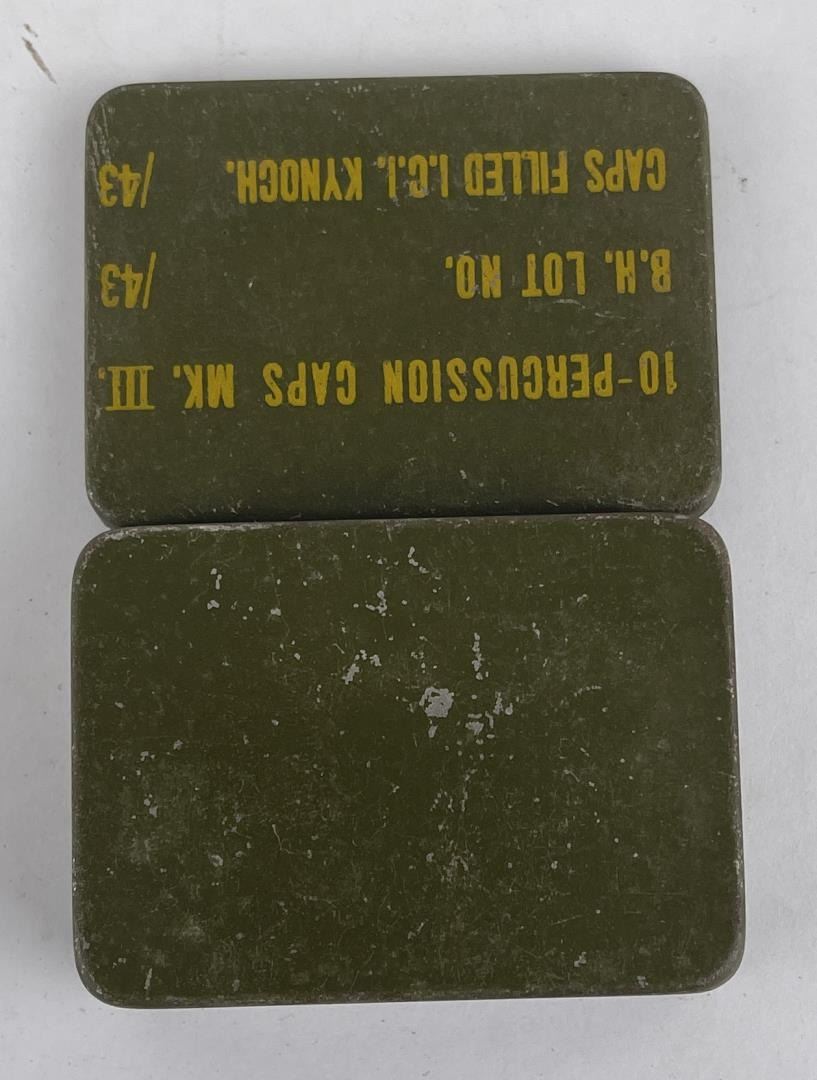 10-PERCUSSION CAPS MK. III.
B.H. LOT NO. /43
CAPS FILLED I.C.I. KYNOCH. /43